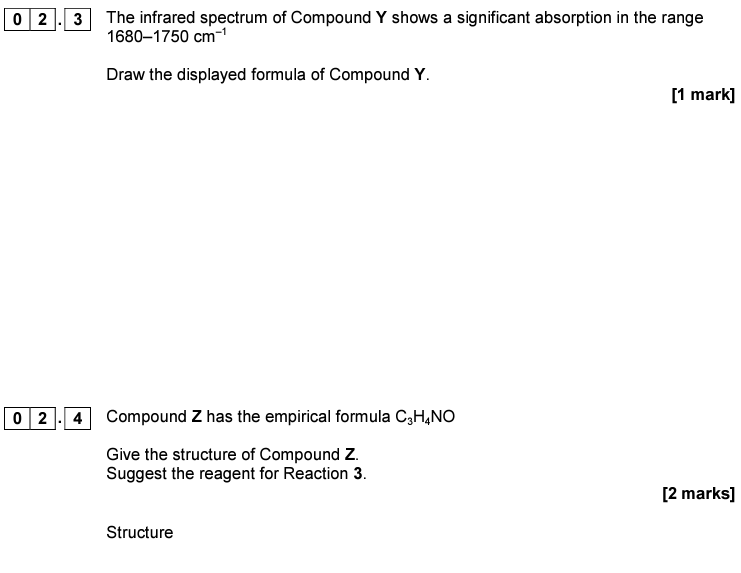 0 2 . 3 The infrared spectrum of Compound Y shows a significant absorption in the range
1680–1750 cm⁻¹
Draw the displayed formula of Compound Y.
[1 mark]
0 2 . 4 Compound Z has the empirical formula C₃H₄NO
Give the structure of Compound Z.
Suggest the reagent for Reaction 3.
[2 marks]
Structure